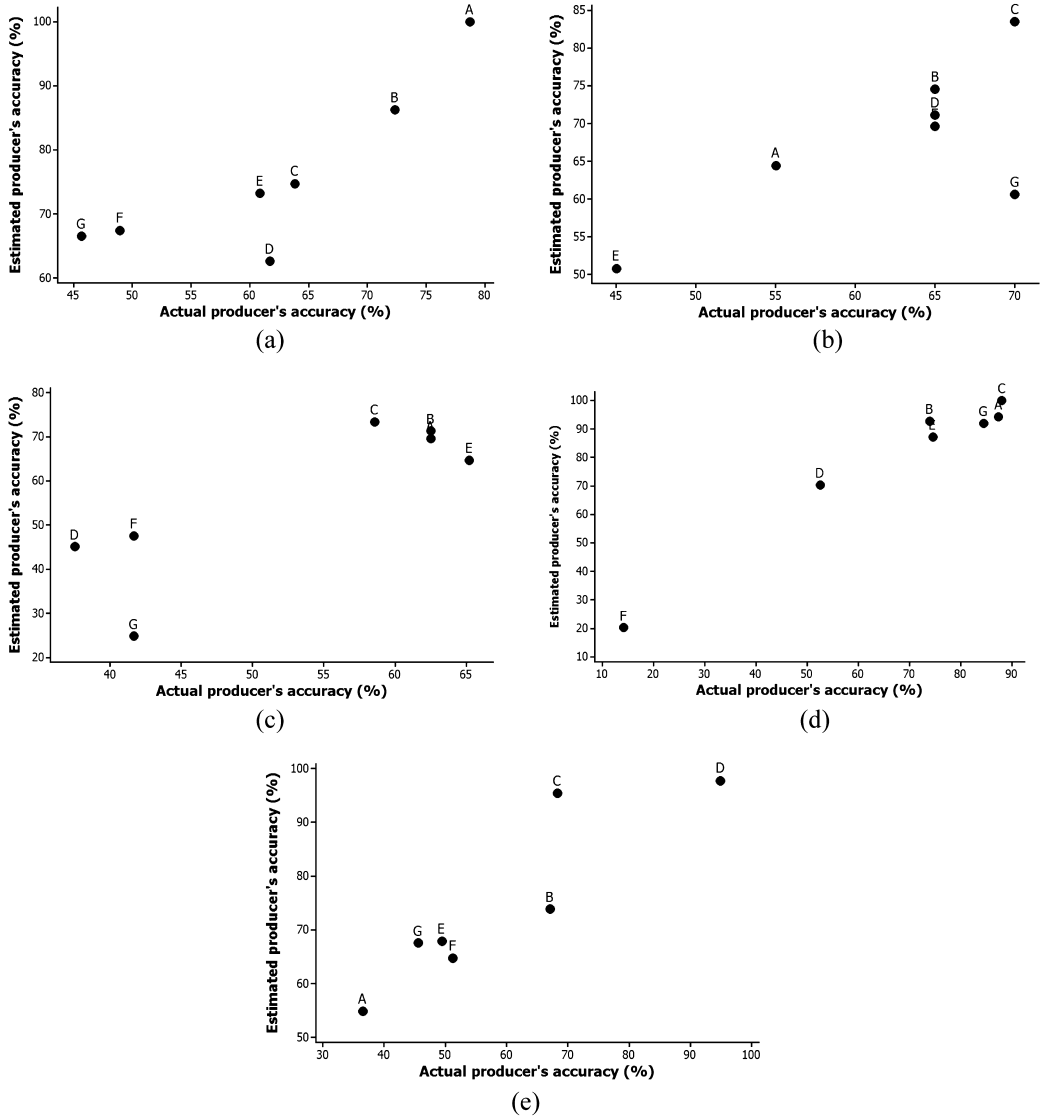 Estimated producer's accuracy (%)
100
90
80
70
60
A
B
C
E
D
F
G
45 50 55 60 65 70 75 80
Actual producer's accuracy (%)
(a)
Estimated producer's accuracy (%)
85
80
75
70
65
60
55
50
C
B
D
A
G
E
45 50 55 60 65 70
Actual producer's accuracy (%)
(b)
Estimated producer's accuracy (%)
80
70
60
50
40
30
20
C
B
A
E
F
D
G
40 45 50 55 60 65
Actual producer's accuracy (%)
(c)
Estimated producer's accuracy (%)
100
90
80
70
60
50
40
30
20
10
C
A
B
G
E
D
F
10 20 30 40 50 60 70 80 90
Actual producer's accuracy (%)
(d)
Estimated producer's accuracy (%)
100
90
80
70
60
50
D
C
B
G
E
F
A
30 40 50 60 70 80 90 100
Actual producer's accuracy (%)
(e)